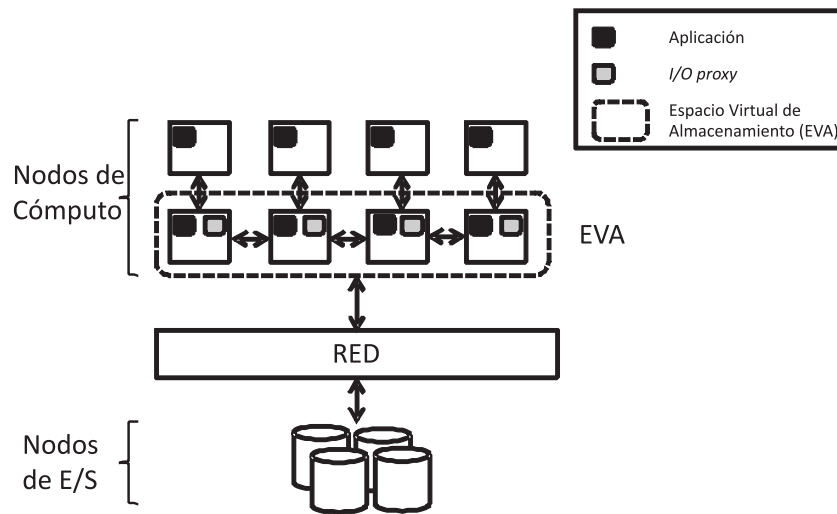 Aplicación
I/O proxy
Espacio Virtual de
Almacenamiento (EVA)
Nodos de
Cómputo
EVA
RED
Nodos
de E/S